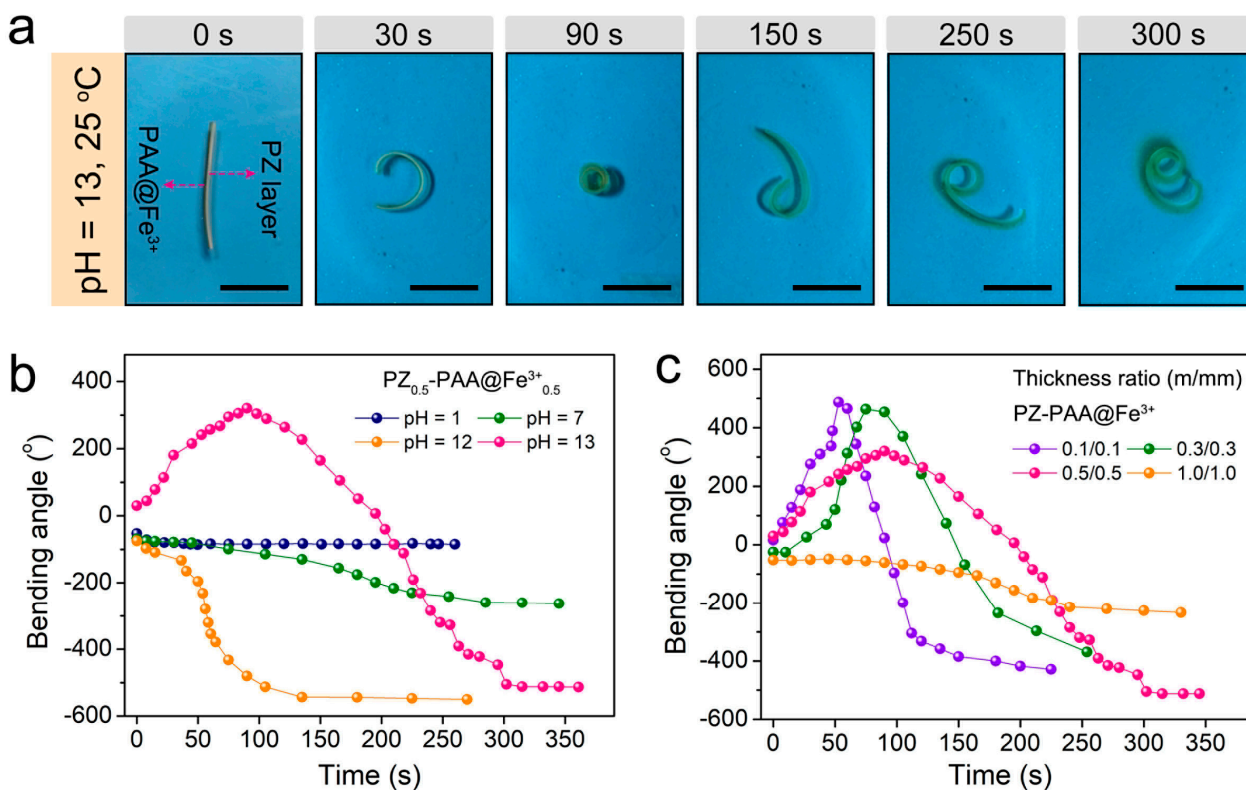 a
0 s 30 s 90 s 150 s 250 s 300 s
pH = 13, 25 °C
PAA@Fe³⁺
PZ layer
b
PZ₀.₅-PAA@Fe³⁺₀.₅
pH = 1 pH = 7
pH = 12 pH = 13
Bending angle (°)
400
200
0
-200
-400
-600
0 50 100 150 200 250 300 350
Time (s)
c
Thickness ratio (m/mm)
PZ-PAA@Fe³⁺
0.1/0.1 0.3/0.3
0.5/0.5 1.0/1.0
Bending angle (°)
600
400
200
0
-200
-400
-600
0 50 100 150 200 250 300 350
Time (s)